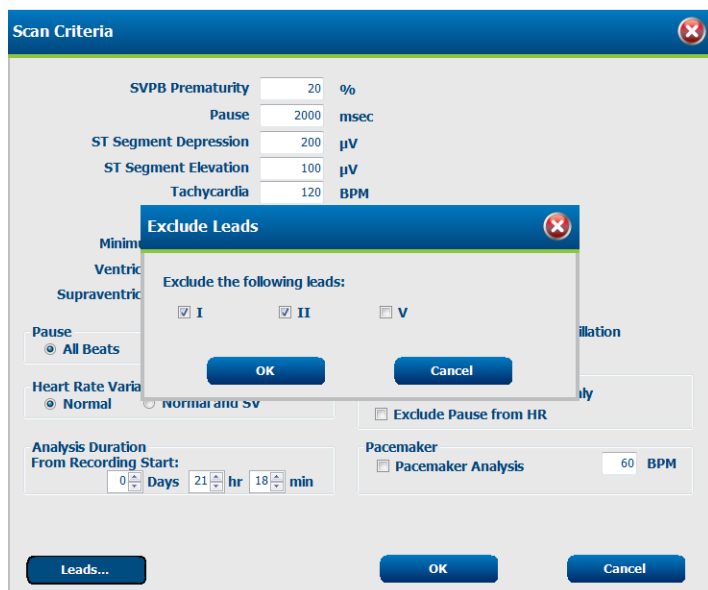 Scan Criteria
SVPB Prematurity 20 %
Pause 2000 msec
ST Segment Depression 200 µV
ST Segment Elevation 100 µV
Tachycardia 120 BPM
Exclude Leads
Exclude the following leads:
I II V
OK Cancel
Pause
All Beats
Heart Rate
Normal Normal and SV
Exclude Pause from HR
Analysis Duration
From Recording Start:
0 Days 21 hr 18 min
Pacemaker
Pacemaker Analysis 60 BPM
Leads... OK Cancel